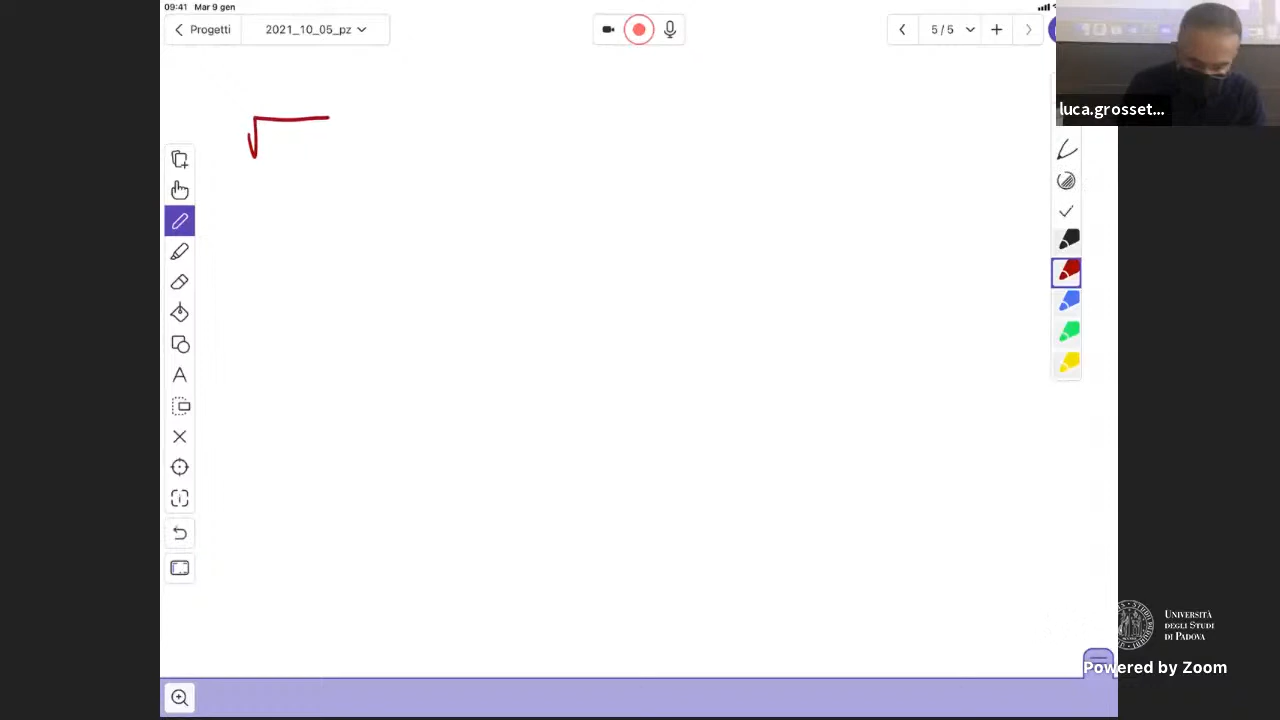 09:41 Mar 9 gen
Progetti
2021_10_05_pz
5/5
luca.grosset...
√
A
UNIVERSITÀ
DEGLI STUDI
DI PADOVA
Powered by Zoom